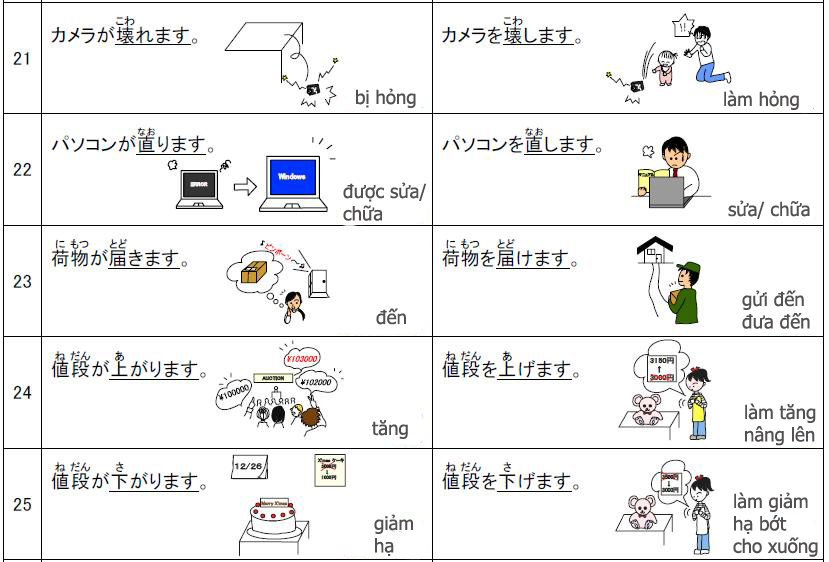 21
こわ
カメラが壊れます。
bị hỏng
こわ
カメラを壊します。
!!
làm hỏng
22
なお
パソコンが直ります。
ERROR
Windows
được sửa/
chữa
なお
パソコンを直します。
sửa/ chữa
23
に もつ とど
荷物が届きます。
♪ピンポーン♪
đến
に もつ とど
荷物を届けます。
gửi đến
đưa đến
24
ね だん あ
値段が上がります。
¥103000
AUCTION
¥100000
¥102000
tăng
ね だん あ
値段を上げます。
3150円
↑
3000円
làm tăng
nâng lên
25
ね だん さ
値段が下がります。
12/26
X'mas ケーキ
↓
1000円
Merry X'mas
giảm
hạ
ね だん さ
値段を下げます。
↓
3000円
làm giảm
hạ bớt
cho xuống